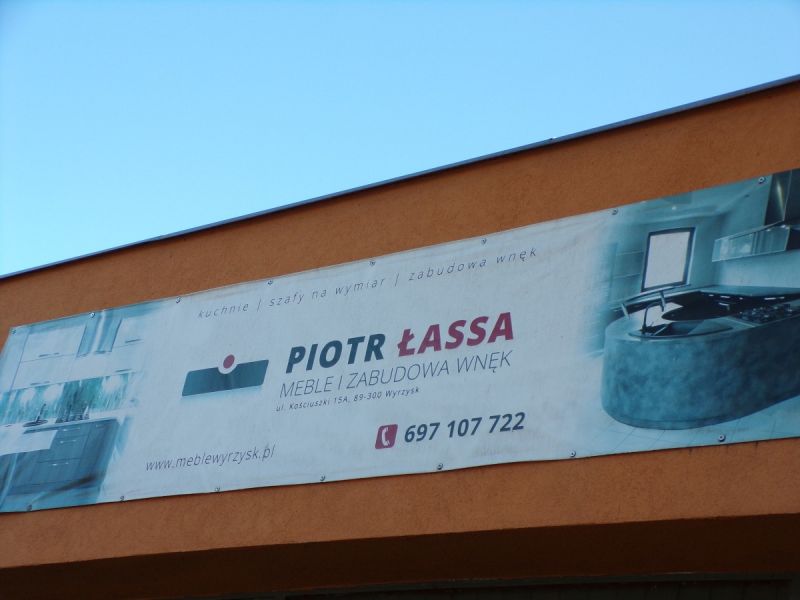 kuchnie | szafy na wymiar | zabudowa wnęk
PIOTR ŁASSA
MEBLE I ZABUDOWA WNĘK
ul. Kościuszki 15A, 89-300 Wyrzysk
697 107 722
www.meblewyrzysk.pl